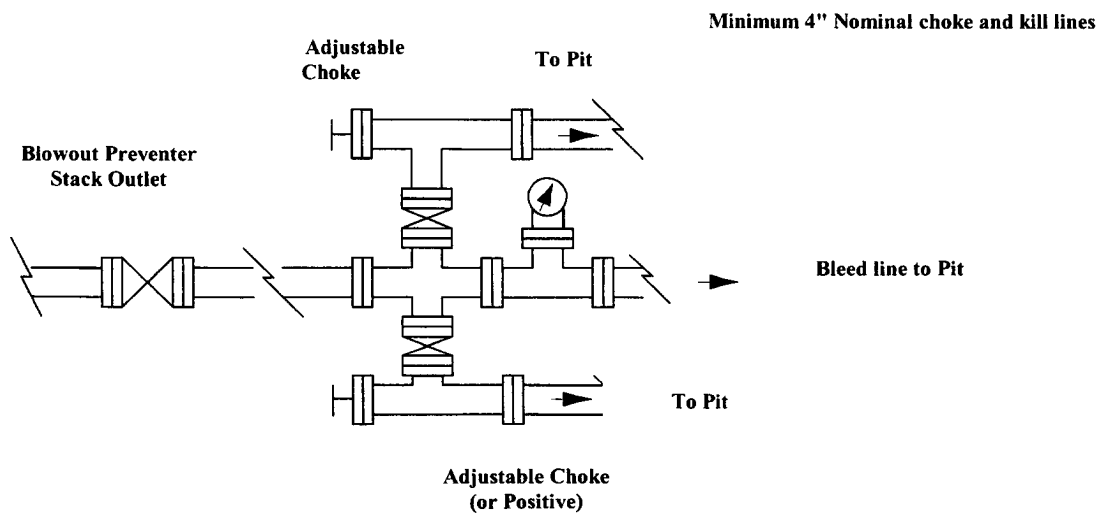 Minimum 4" Nominal choke and kill lines
Adjustable
Choke
To Pit
Blowout Preventer
Stack Outlet
Bleed line to Pit
To Pit
Adjustable Choke
(or Positive)